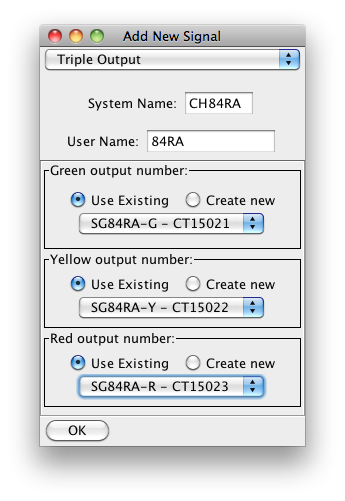 Add New Signal
Triple Output
System Name: CH84RA
User Name: 84RA
Green output number:
Use Existing Create new
SG84RA-G - CT15021
Yellow output number:
Use Existing Create new
SG84RA-Y - CT15022
Red output number:
Use Existing Create new
SG84RA-R - CT15023
OK